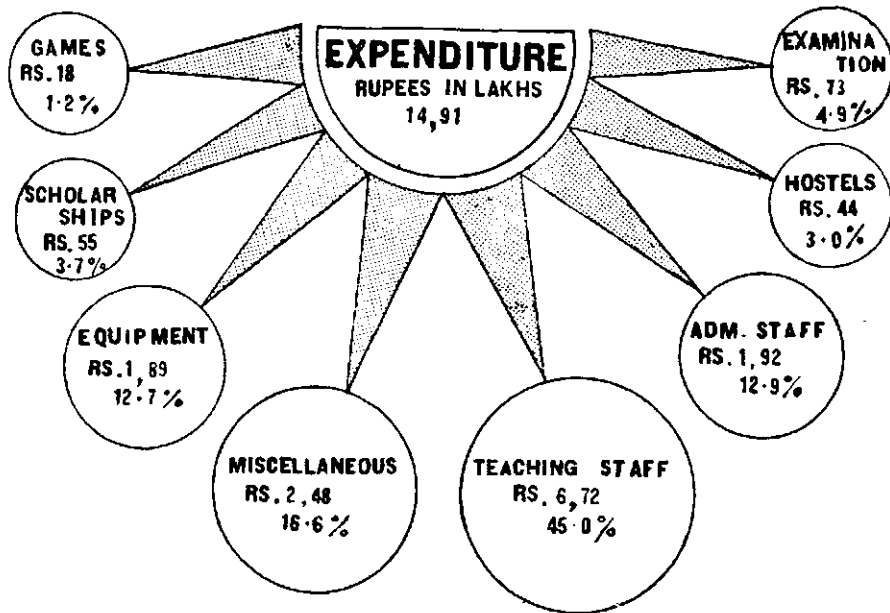 EXPENDITURE
RUPEES IN LAKHS
14,91
GAMES
RS. 18
1·2%
SCHOLAR
SHIPS
RS. 55
3·7%
EQUIPMENT
RS. 1,89
12·7%
MISCELLANEOUS
RS. 2,48
16·6%
TEACHING STAFF
RS. 6,72
45·0%
ADM. STAFF
RS. 1,92
12·9%
HOSTELS
RS. 44
3·0%
EXAMINA
TION
RS. 73
4·9%